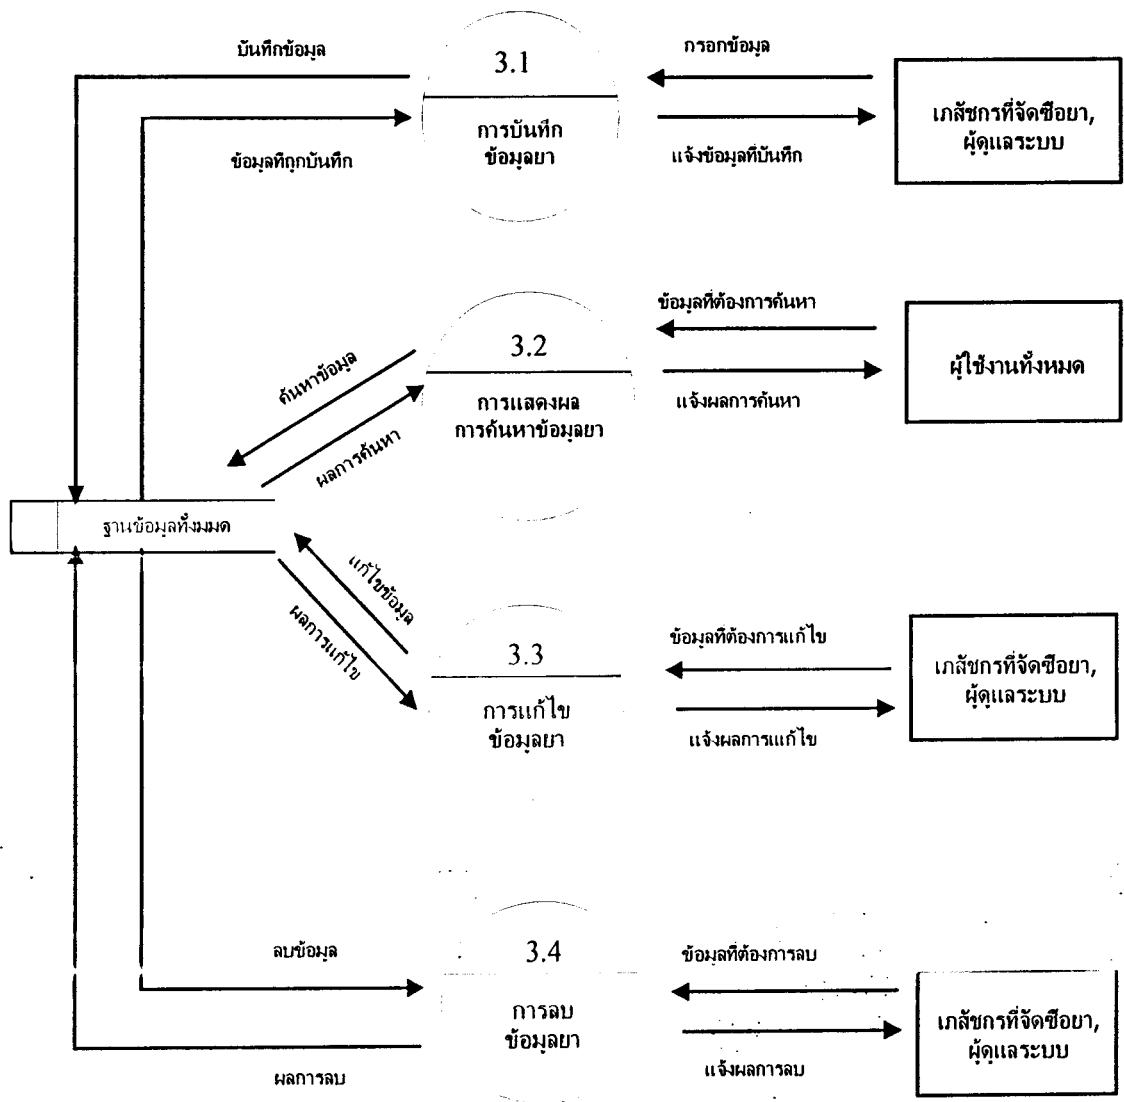 บันทึกข้อมูล
3.1
กรอกข้อมูล
เภสัชกรที่จัดซื้อยา,
ผู้ดูแลระบบ
การบันทึก
ข้อมูลยา
ข้อมูลที่ถูกบันทึก
แจ้งข้อมูลที่บันทึก
ข้อมูลที่ต้องการค้นหา
3.2
ค้นหาข้อมูล
ผู้ใช้งานทั้งหมด
การแสดงผล
การค้นหาข้อมูลยา
แจ้งผลการค้นหา
ผลการค้นหา
ฐานข้อมูลทั้งมมด
แก้ไขข้อมูล
ผลการแก้ไข
3.3
ข้อมูลที่ต้องการแก้ไข
เภสัชกรที่จัดซื้อยา,
ผู้ดูแลระบบ
การแก้ไข
ข้อมูลยา
แจ้งผลการแก้ไข
ลบข้อมูล
3.4
ข้อมูลที่ต้องการลบ
การลบ
ข้อมูลยา
เภสัชกรที่จัดซื้อยา,
ผู้ดูแลระบบ
ผลการลบ
แจ้งผลการลบ